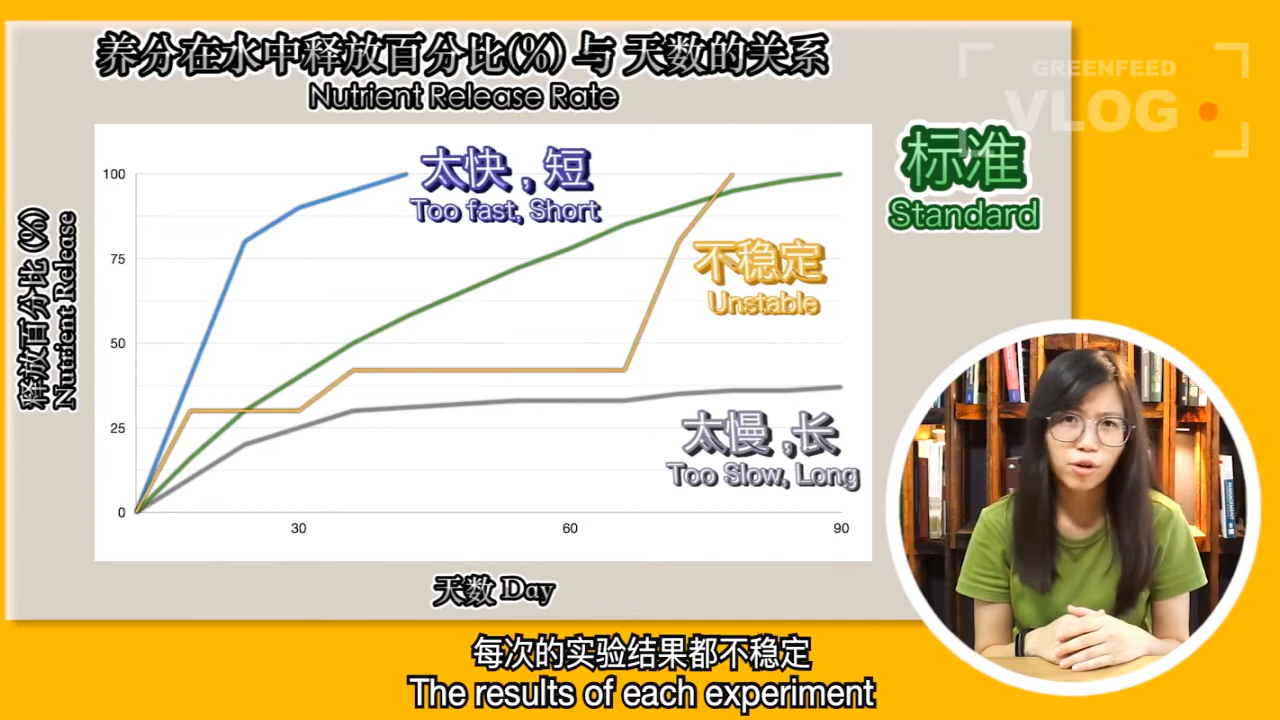 养分在水中释放百分比(%) 与 天数的关系
Nutrient Release Rate
GREENFEED
VLOG
标准
Standard
太快 , 短
Too fast, Short
不稳定
Unstable
太慢 ,长
Too Slow, Long
释放百分比 (%)
Nutrient Release
100
75
50
25
0
30
60
90
天数 Day
每次的实验结果都不稳定
The results of each experiment